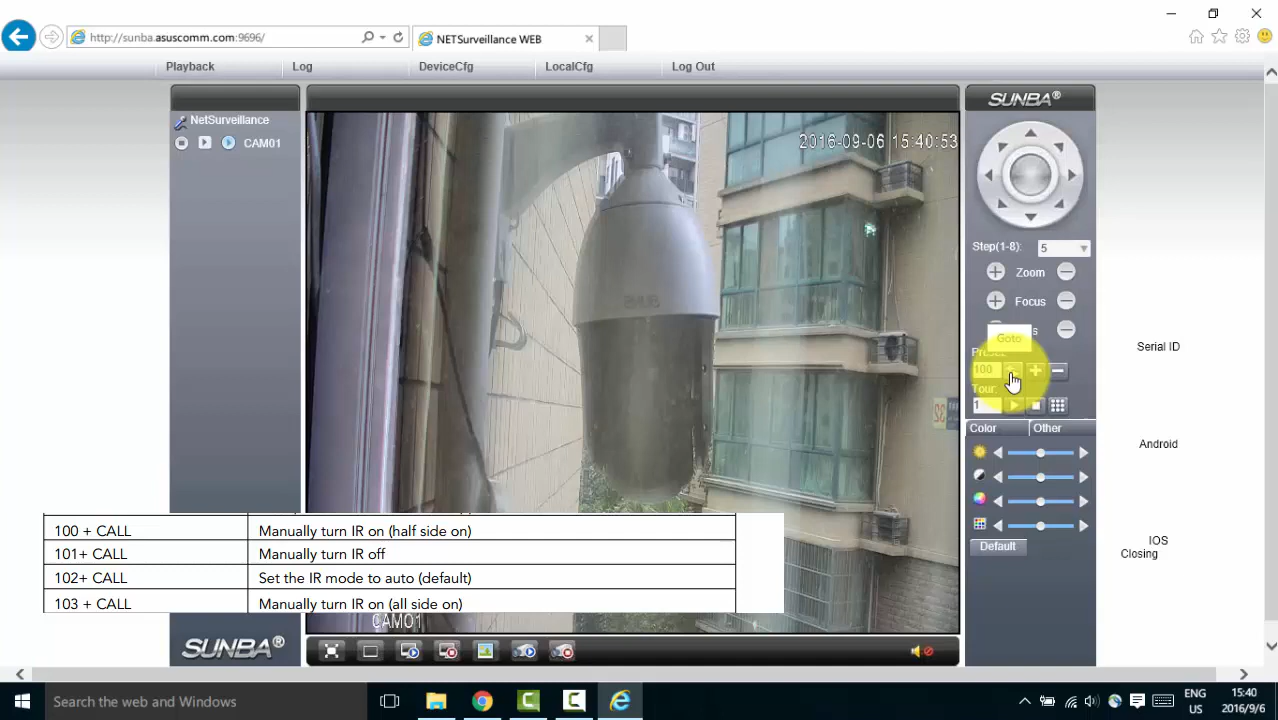 http://sunba.asuscomm.com:9696/
NETSurveillance WEB
Playback
Log
DeviceCfg
LocalCfg
Log Out
NetSurveillance
CAM01
2016-09-06 15:40:53
SUNBA®
Step(1-8): 5
Zoom
Focus
Goto
100
Tour:
1
Color
Other
Default
Serial ID
Android
IOS
Closing
100 + CALL Manually turn IR on (half side on)
101+ CALL Manually turn IR off
102+ CALL Set the IR mode to auto (default)
103 + CALL Manually turn IR on (all side on)
CAM01
SUNBA®
Search the web and Windows
ENG
US
15:40
2016/9/6